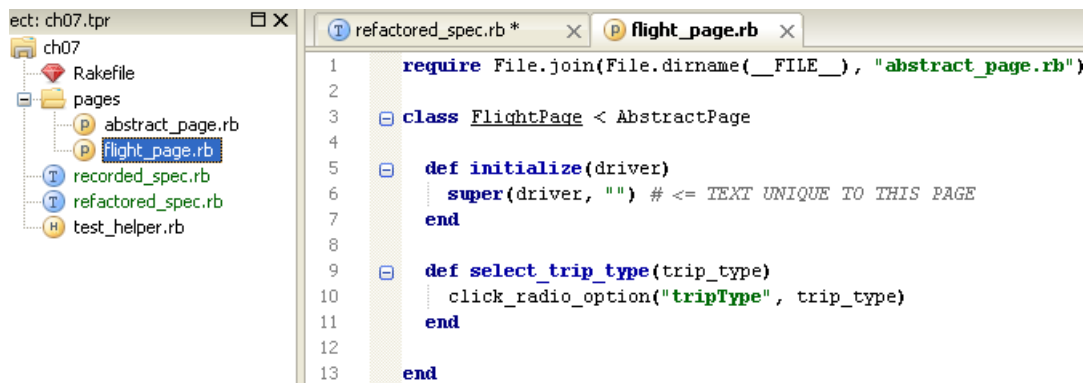 ect: ch07.tpr
ch07
Rakefile
pages
P abstract_page.rb
P flight_page.rb
T recorded_spec.rb
T refactored_spec.rb
H test_helper.rb
T refactored_spec.rb *
P flight_page.rb
1 require File.join(File.dirname(__FILE__), "abstract_page.rb")
2
3 class FlightPage < AbstractPage
4
5 def initialize(driver)
6 super(driver, "") # <= TEXT UNIQUE TO THIS PAGE
7 end
8
9 def select_trip_type(trip_type)
10 click_radio_option("tripType", trip_type)
11 end
12
13 end